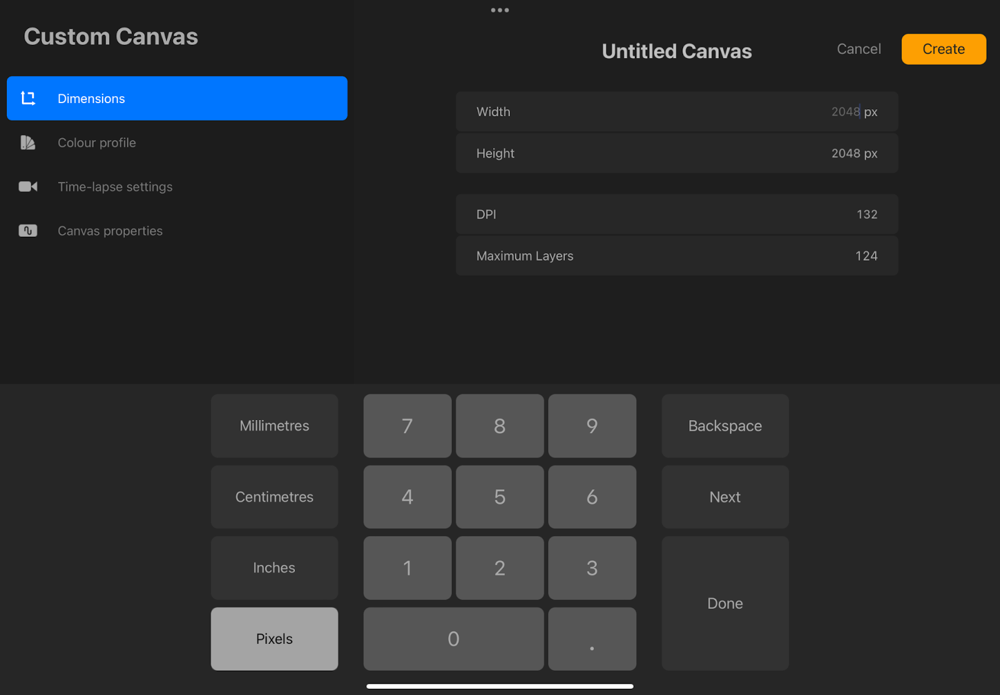 Custom Canvas
Dimensions
Colour profile
Time-lapse settings
Canvas properties
Untitled Canvas
Cancel
Create
Width 2048 px
Height 2048 px
DPI 132
Maximum Layers 124
Millimetres 7 8 9 Backspace
Centimetres 4 5 6 Next
Inches 1 2 3
Done
Pixels 0 .